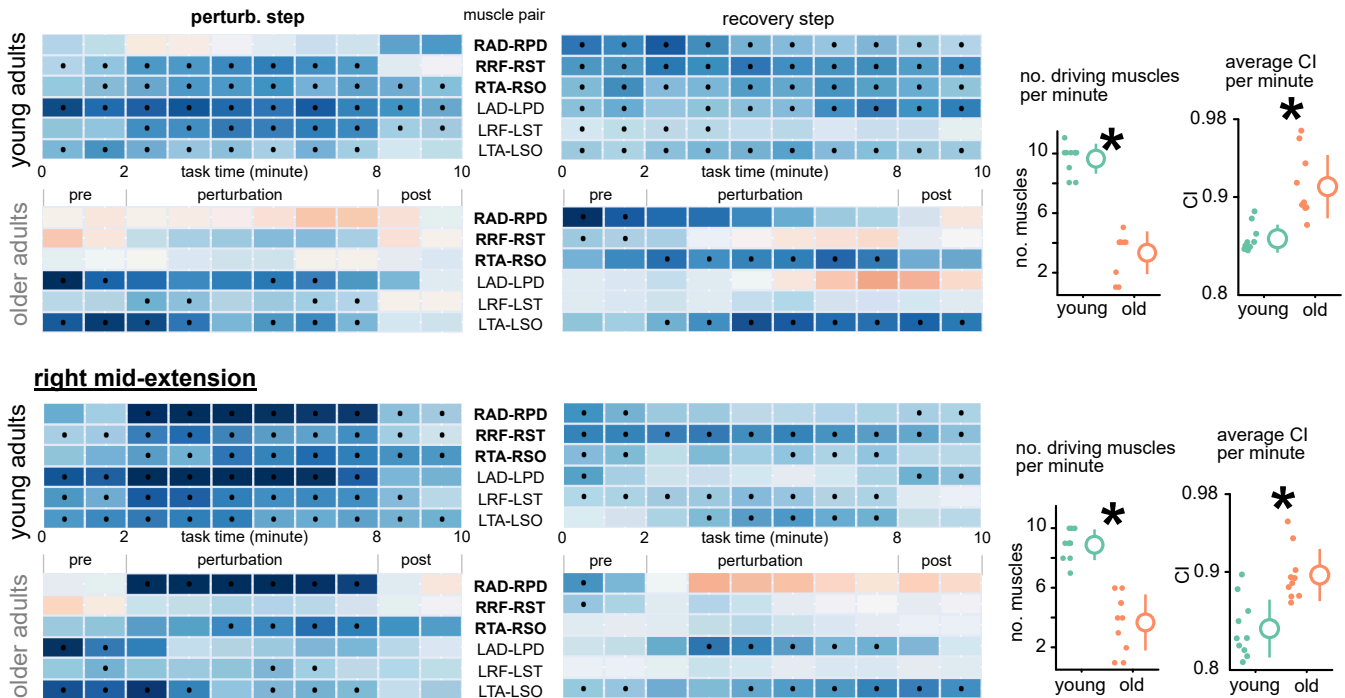 perturb. step
muscle pair
recovery step
young adults
RAD-RPD
RRF-RST
RTA-RSO
LAD-LPD
LRF-LST
LTA-LSO
0 2 task time (minute) 8 10
0 2 task time (minute) 8 10
pre perturbation post
pre perturbation post
older adults
RAD-RPD
RRF-RST
RTA-RSO
LAD-LPD
LRF-LST
LTA-LSO
no. driving muscles
per minute
no. muscles
10
6
2
*
young old
average CI
per minute
CI
0.98
0.9
0.8
*
young old
right mid-extension
young adults
RAD-RPD
RRF-RST
RTA-RSO
LAD-LPD
LRF-LST
LTA-LSO
0 2 task time (minute) 8 10
0 2 task time (minute) 8 10
pre perturbation post
pre perturbation post
older adults
RAD-RPD
RRF-RST
RTA-RSO
LAD-LPD
LRF-LST
LTA-LSO
no. driving muscles
per minute
no. muscles
10
6
2
*
young old
average CI
per minute
CI
0.98
0.9
0.8
*
young old